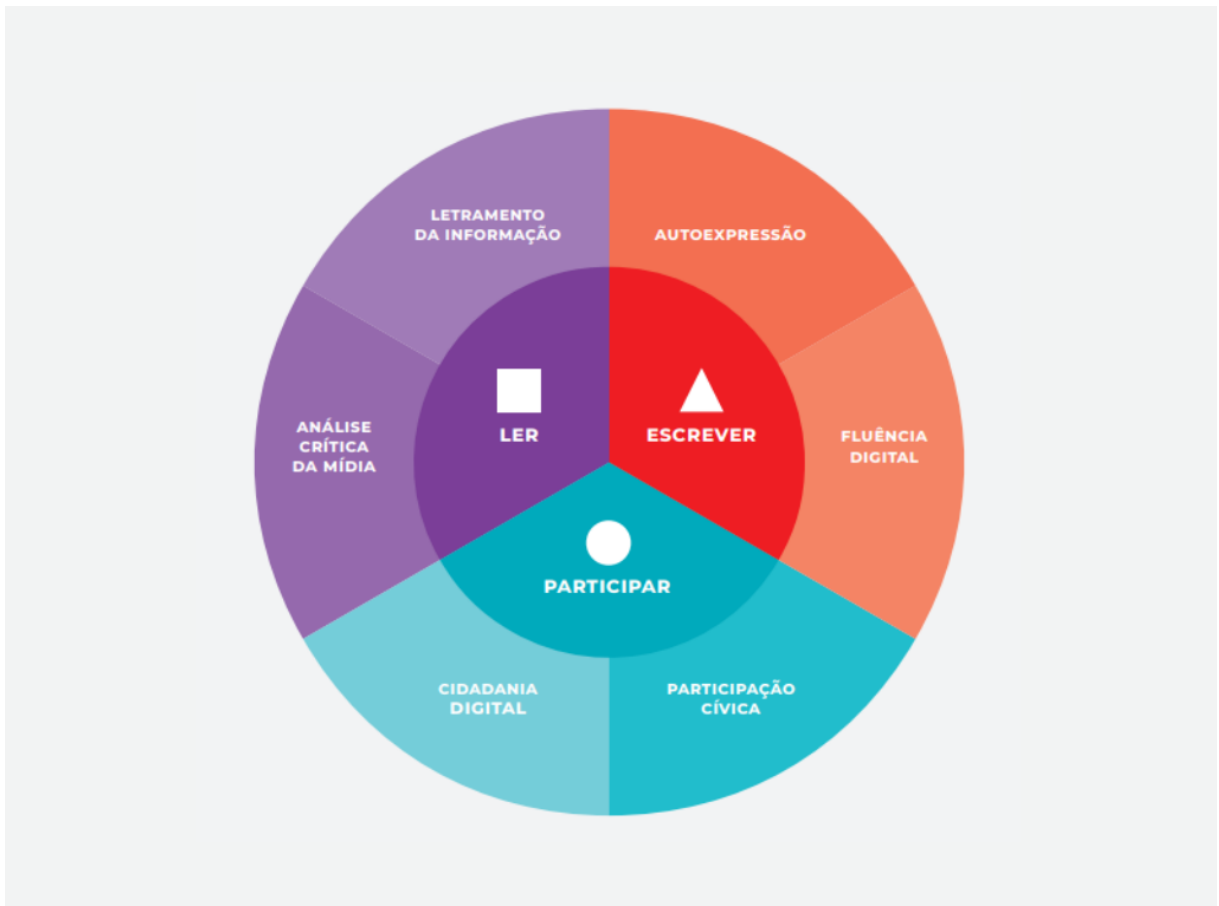 LETRAMENTO
DA INFORMAÇÃO
AUTOEXPRESSÃO
LER
ESCREVER
ANÁLISE
CRÍTICA
DA MÍDIA
FLUÊNCIA
DIGITAL
PARTICIPAR
CIDADANIA
DIGITAL
PARTICIPAÇÃO
CÍVICA